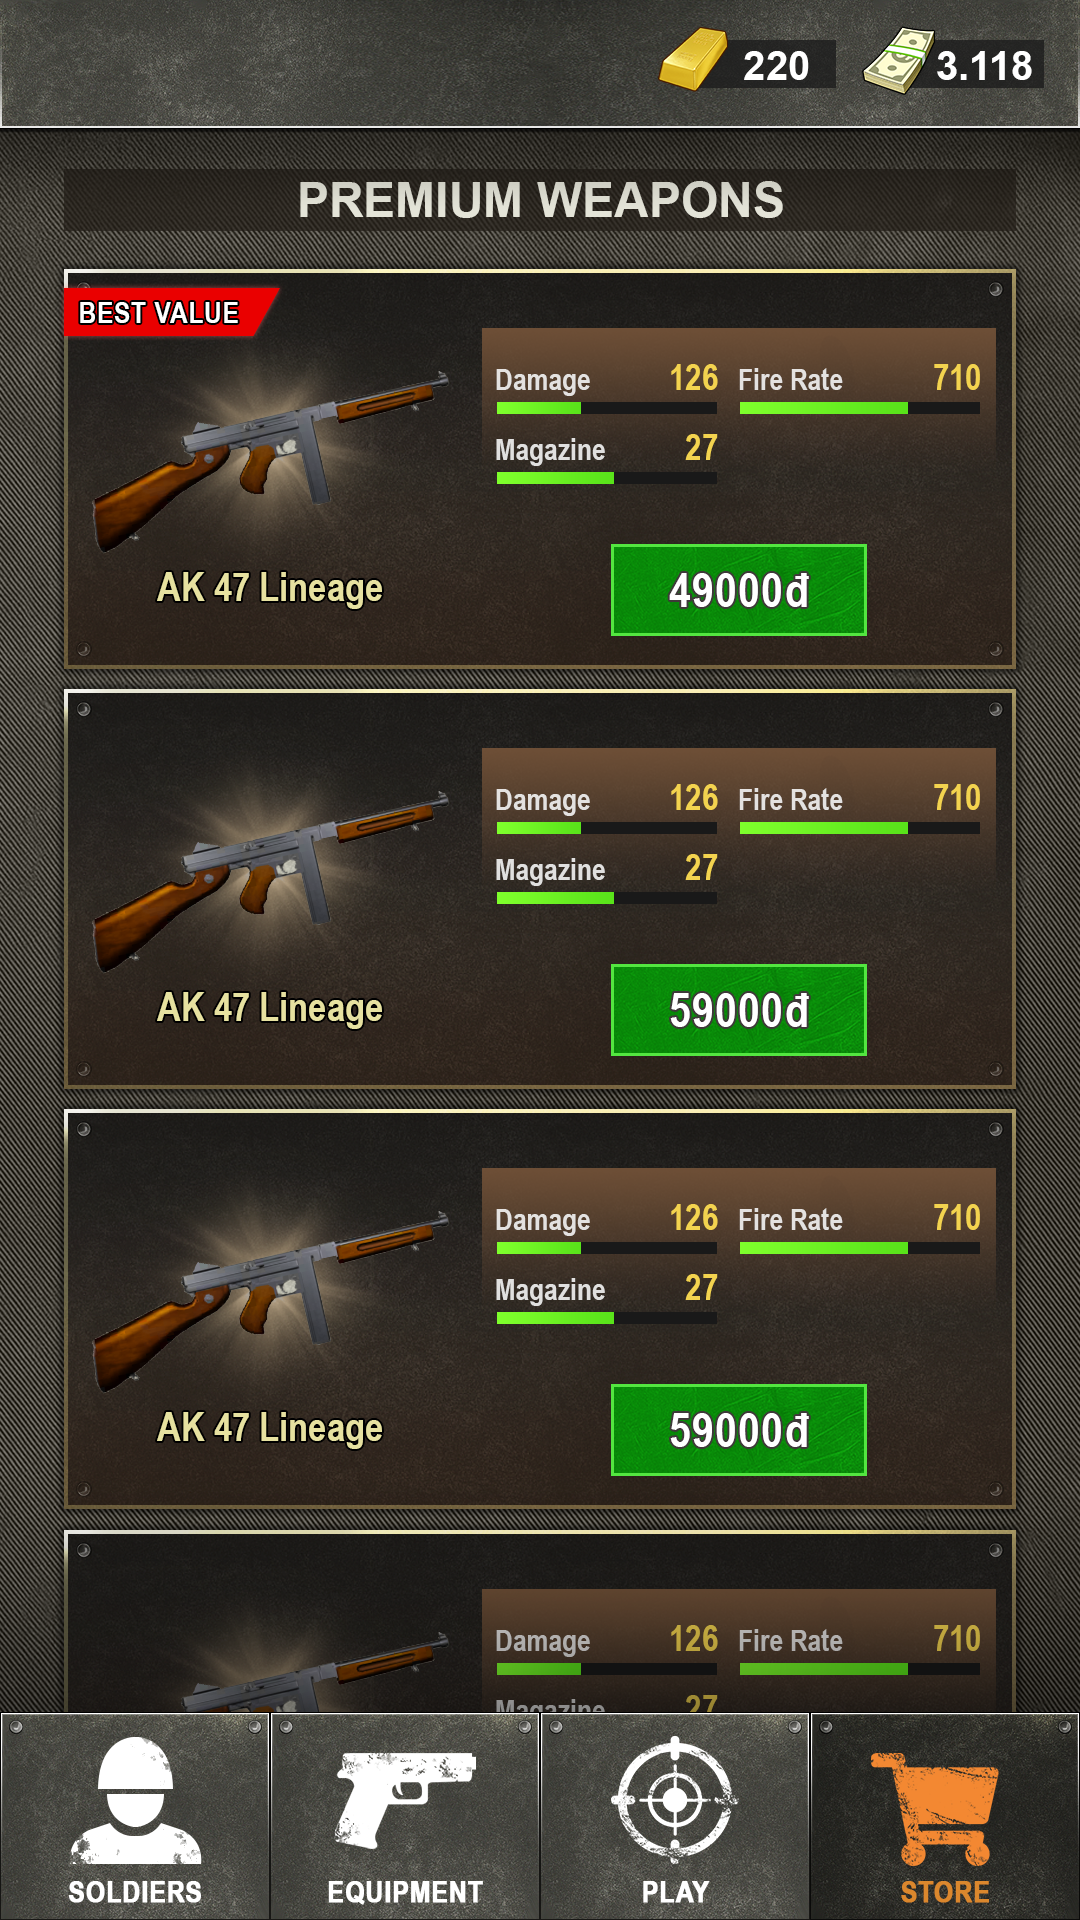 220 3.118
PREMIUM WEAPONS
BEST VALUE
Damage 126 Fire Rate 710
Magazine 27
AK 47 Lineage
49000đ
Damage 126 Fire Rate 710
Magazine 27
AK 47 Lineage
59000đ
Damage 126 Fire Rate 710
Magazine 27
AK 47 Lineage
59000đ
Damage 126 Fire Rate 710
Magazine 27
SOLDIERS EQUIPMENT PLAY STORE